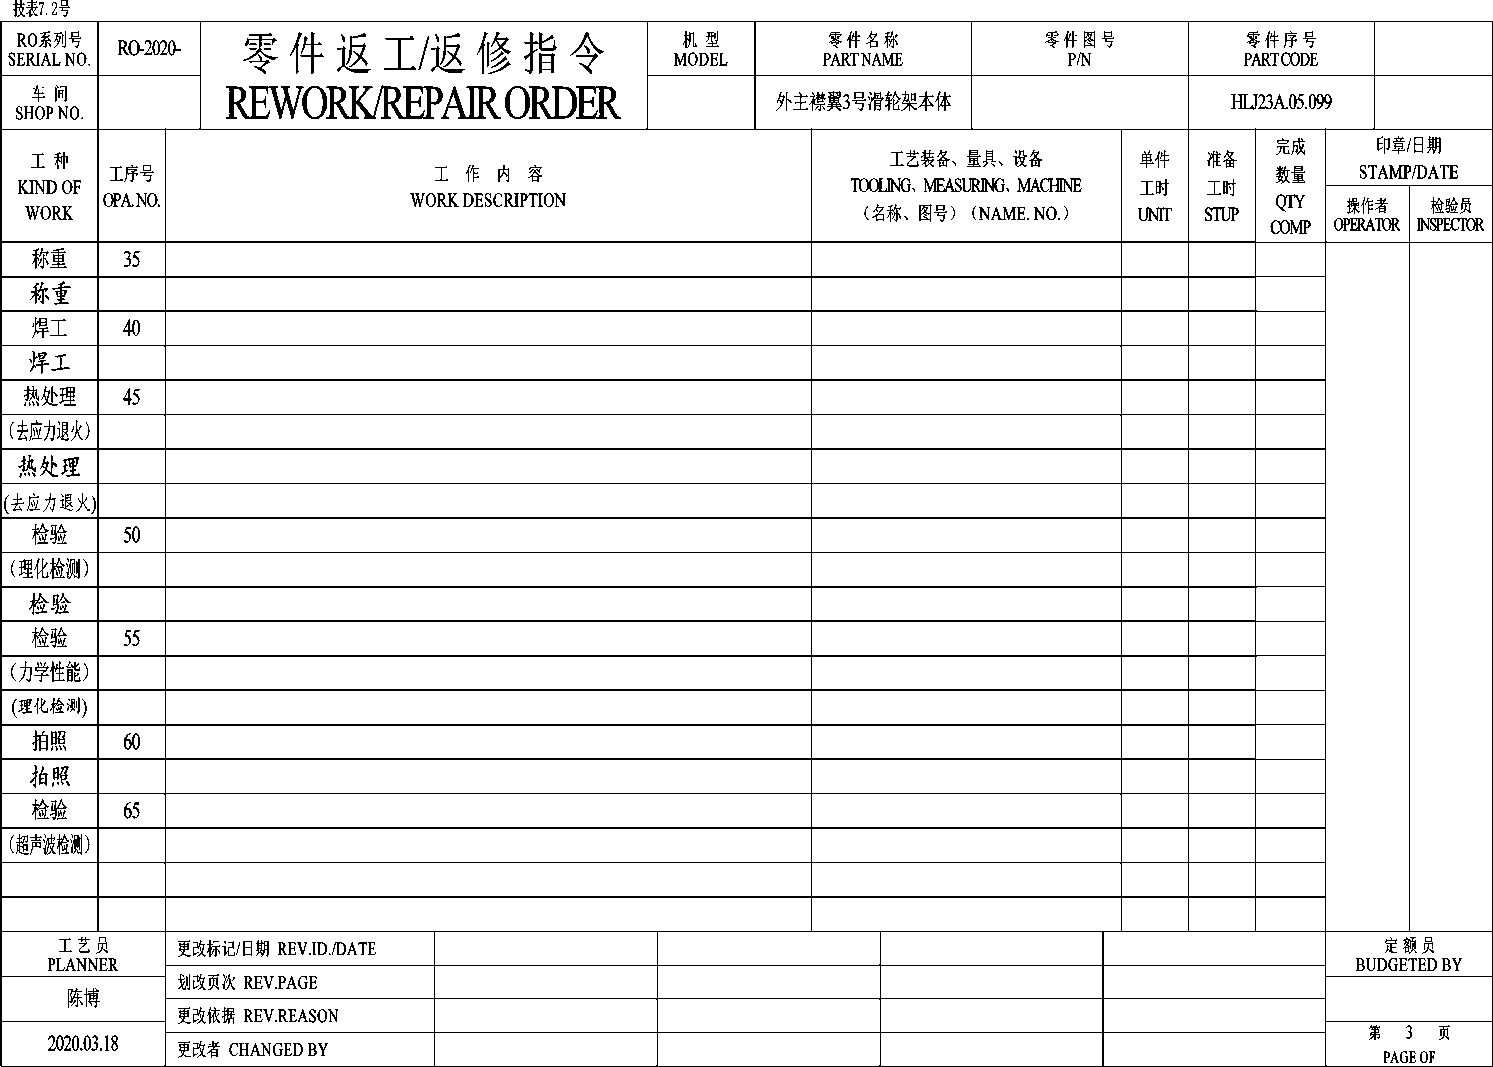 技表7.2号
RO系列号
SERIAL NO.
RO-2020-
零件返工/返修指令
REWORK/REPAIR ORDER
机型
MODEL
零件名称
PART NAME
零件图号
P/N
零件序号
PART CODE
车间
SHOP NO.
外主襟翼3号滑轮架本体
HLJ23A.05.099
工种
KIND OF
WORK
工序号
OPA. NO.
工作内容
WORK DESCRIPTION
工艺装备、量具、设备
TOOLING、MEASURING、MACHINE
（名称、图号）（NAME. NO.）
单件
工时
UNIT
准备
工时
STUP
完成
数量
QTY
COMP
印章/日期
STAMP/DATE
操作者
OPERATOR
检验员
INSPECTOR
称重 35
称重
焊工 40
焊工
热处理 45
（去应力退火）
热处理
(去应力退火)
检验 50
（理化检测）
检验
检验 55
（力学性能）
(理化检测)
拍照 60
拍照
检验 65
（超声波检测）
工艺员
PLANNER
陈博
2020.03.18
更改标记/日期 REV.ID./DATE
划改页次 REV.PAGE
更改依据 REV.REASON
更改者 CHANGED BY
定额员
BUDGETED BY
第 3 页
PAGE OF